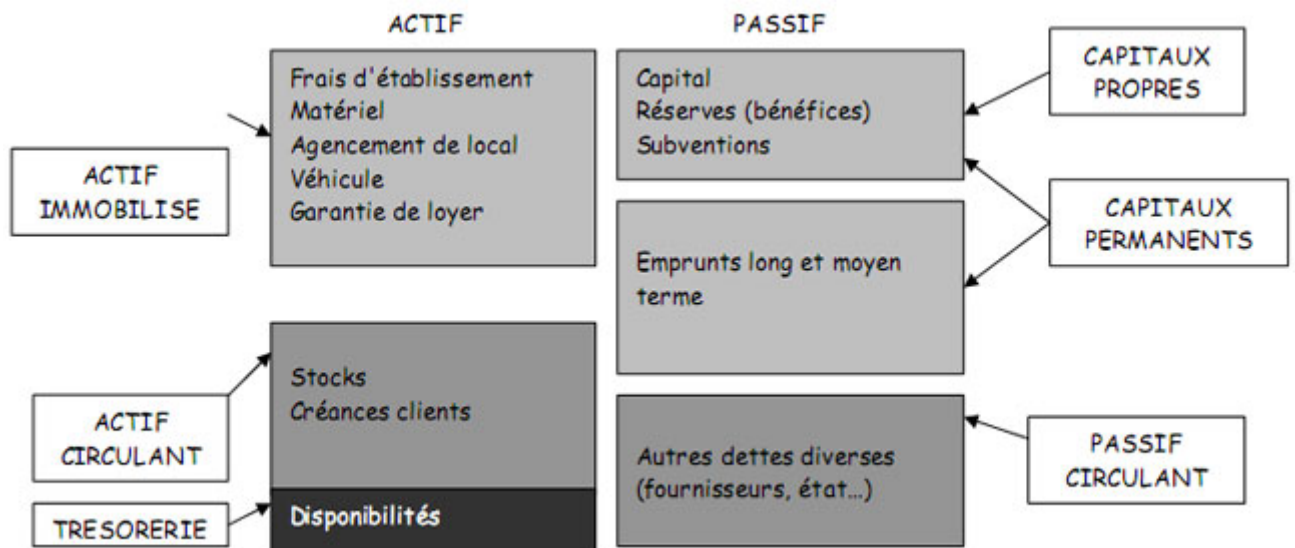 ACTIF
PASSIF
Frais d'établissement
Matériel
Agencement de local
Véhicule
Garantie de loyer
Capital
Réserves (bénéfices)
Subventions
CAPITAUX
PROPRES
ACTIF
IMMOBILISE
CAPITAUX
PERMANENTS
Emprunts long et moyen
terme
Stocks
Créances clients
ACTIF
CIRCULANT
Autres dettes diverses
(fournisseurs, état...)
PASSIF
CIRCULANT
TRESORERIE
Disponibilités